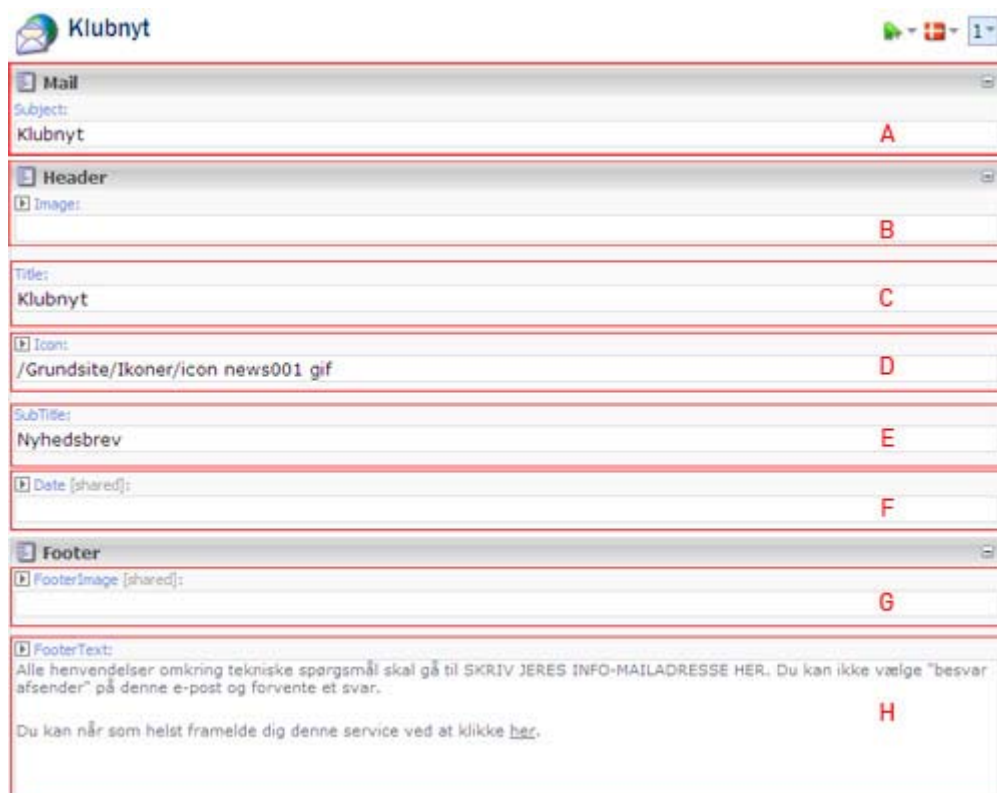 Klubnyt
1
Mail
Subject:
Klubnyt
A
Header
Image:
B
Title:
Klubnyt
C
Icon:
/Grundsite/Ikoner/icon news001 gif
D
SubTitle:
Nyhedsbrev
E
Date [shared]:
F
Footer
FooterImage [shared]:
G
FooterText:
Alle henvendelser omkring tekniske spørgsmål skal gå til SKRIV JERES INFO-MAILADRESSE HER. Du kan ikke vælge "besvar
afsender" på denne e-post og forvente et svar.
H
Du kan når som helst framelde dig denne service ved at klikke her.